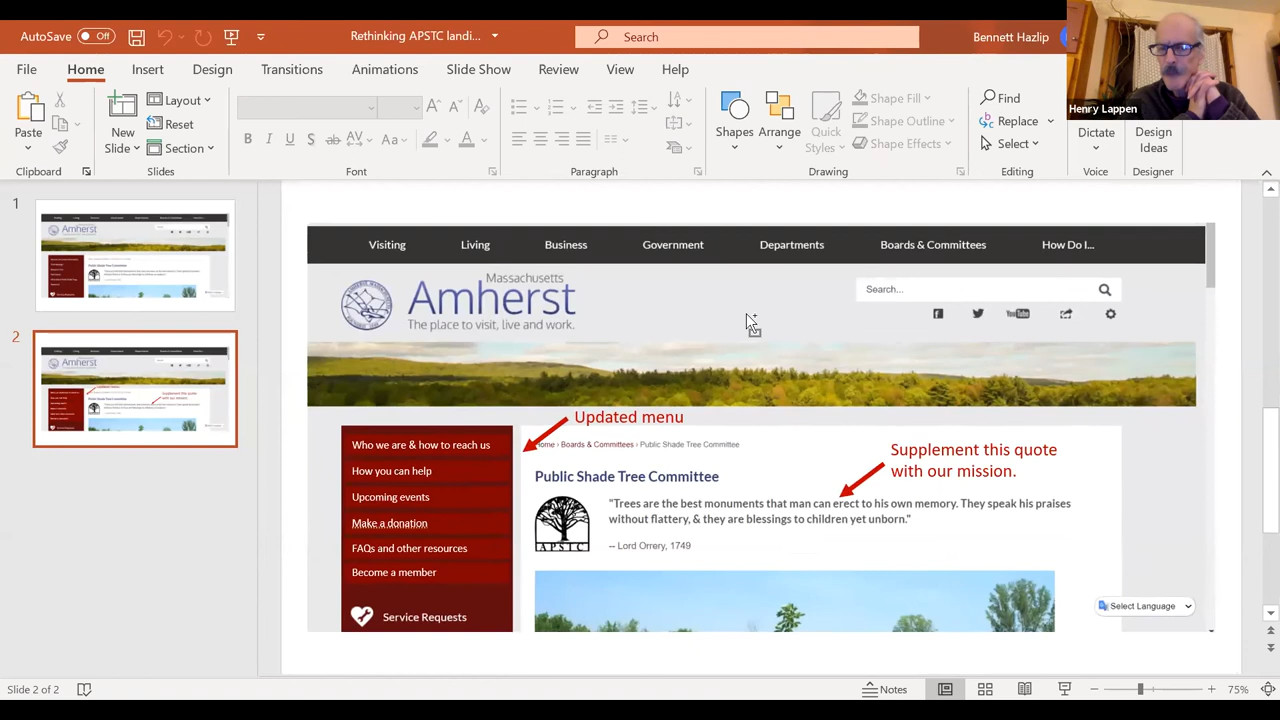 AutoSave Off Rethinking APSTC landi... Search Bennett Hazlip
File Home Insert Design Transitions Animations Slide Show Review View Help
Henry Lappen
Paste
New
Slide
Layout
Reset
Section
B I U S ab AV Aa
Shapes
Arrange
Quick
Styles
Shape Fill
Shape Outline
Shape Effects
Find
Replace
Select
Dictate
Design
Ideas
Clipboard Slides Font Paragraph Drawing Editing Voice Designer
1
2
Visiting Living Business Government Departments Boards & Committees How Do I...
Massachusetts
Amherst
The place to visit, live and work.
Search...
YouTube
Updated menu
Supplement this quote
with our mission.
Who we are & how to reach us
How you can help
Upcoming events
Make a donation
FAQs and other resources
Become a member
Service Requests
Home › Boards & Committees › Public Shade Tree Committee
Public Shade Tree Committee
"Trees are the best monuments that man can erect to his own memory. They speak his praises
without flattery, & they are blessings to children yet unborn."
-- Lord Orrery, 1749
APSTC
Select Language
Slide 2 of 2 Notes 75%